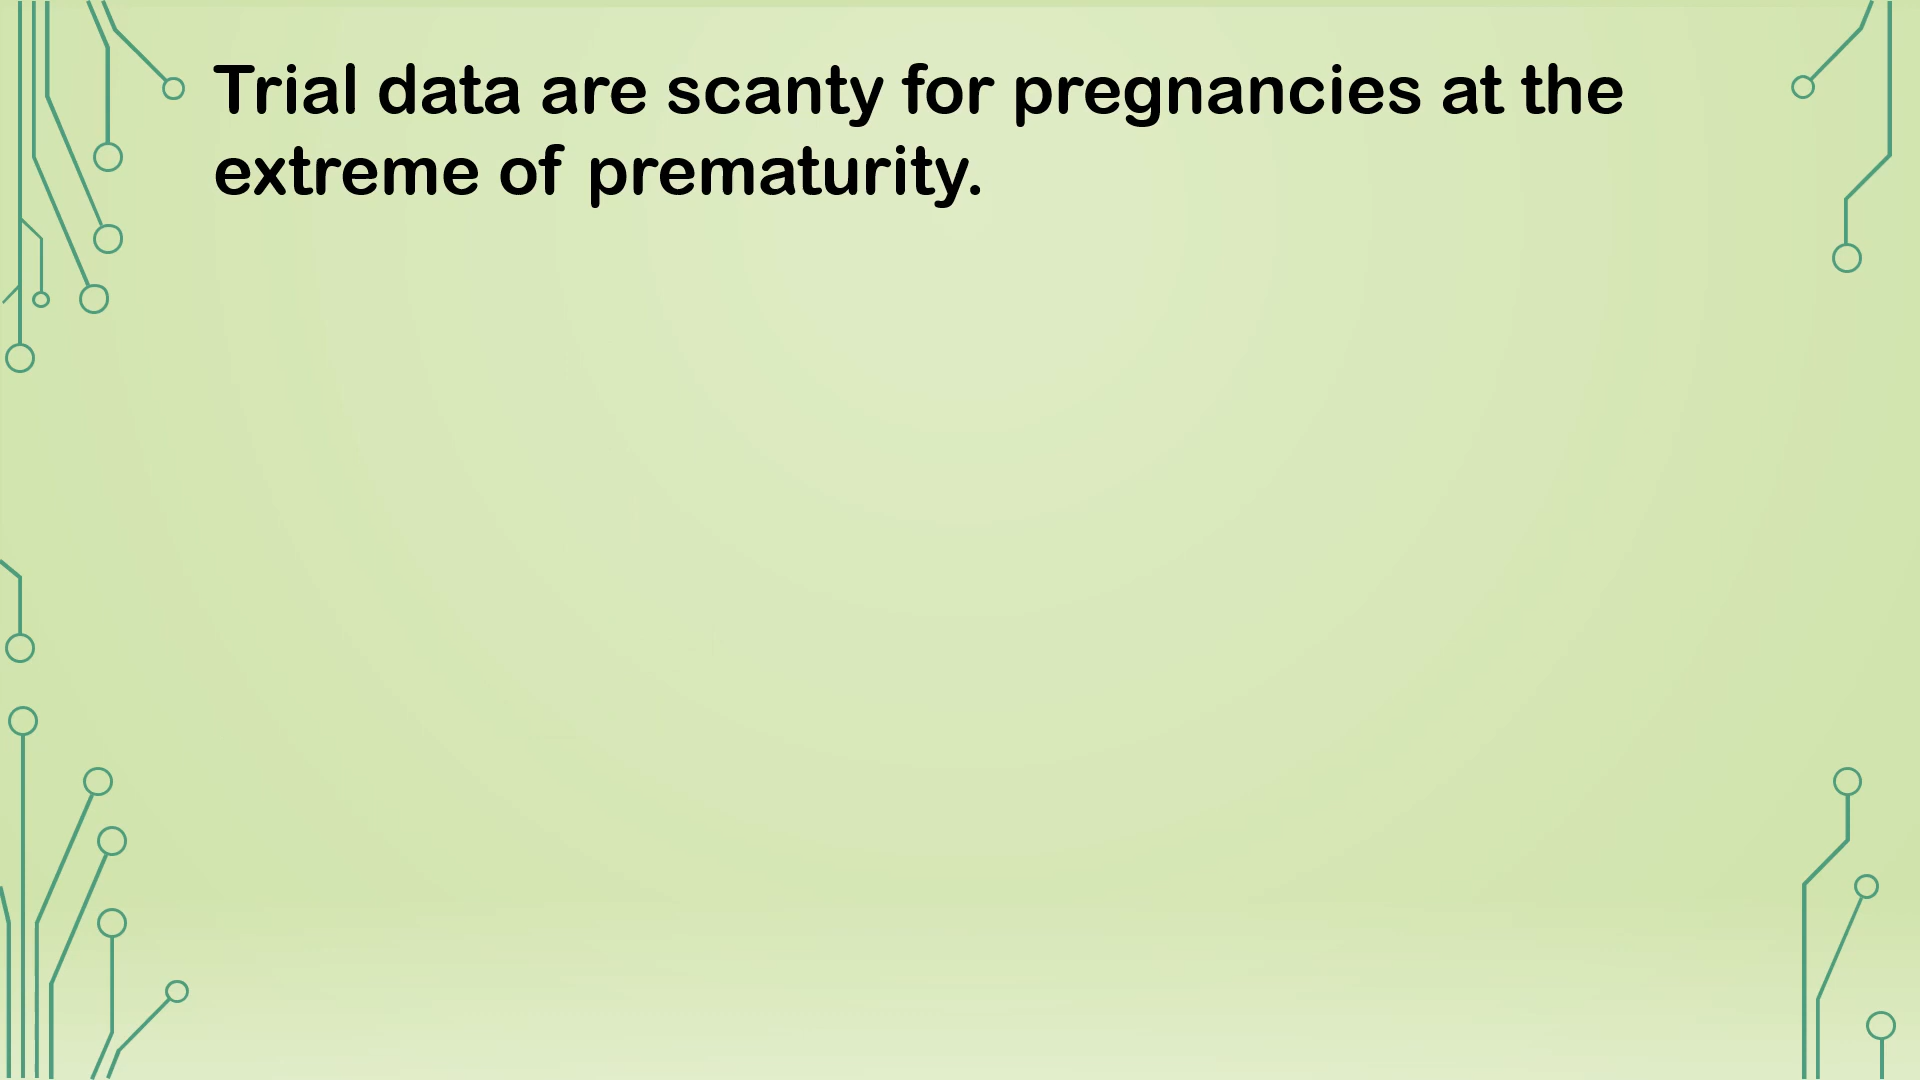 Trial data are scanty for pregnancies at the
extreme of prematurity.